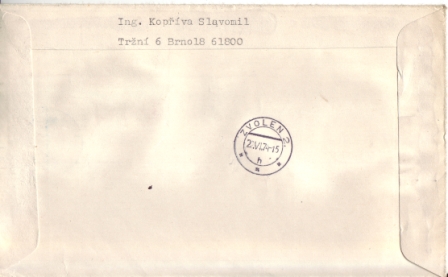 Ing. Kopřiva Slavomil
Tržní 6 Brno18 61800
ZVOLEN 2
h